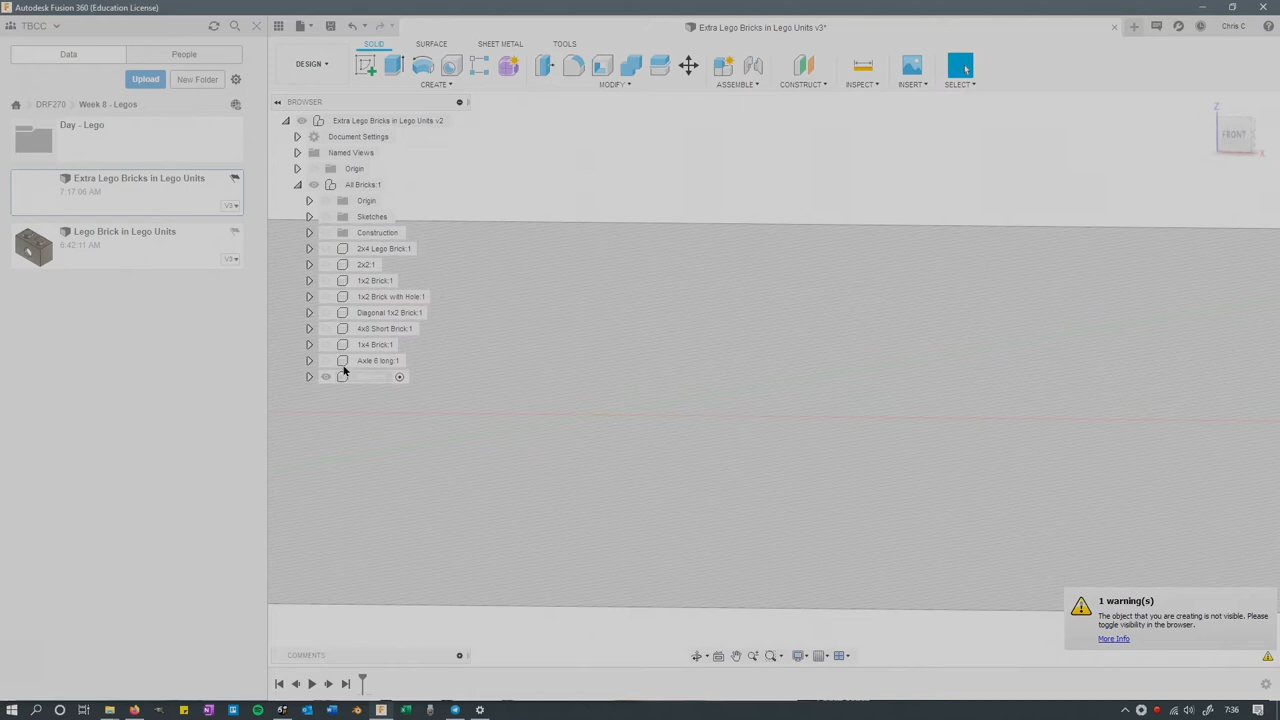 Autodesk Fusion 360 (Education License)
TBCC
Extra Lego Bricks in Lego Units v3*
Chris C
Data
People
DESIGN
SOLID
SURFACE
SHEET METAL
TOOLS
CREATE
MODIFY
ASSEMBLE
CONSTRUCT
INSPECT
INSERT
SELECT
Upload
New Folder
DRF270
Week 8 - Legos
Day - Lego
Extra Lego Bricks in Lego Units
7:17:06 AM
V3
Lego Brick in Lego Units
6:42:11 AM
V3
BROWSER
Extra Lego Bricks in Lego Units v2
Document Settings
Named Views
Origin
All Bricks:1
Origin
Sketches
Construction
2x4 Lego Brick:1
2x2:1
1x2 Brick:1
1x2 Brick with Hole:1
Diagonal 1x2 Brick:1
4x8 Short Brick:1
1x4 Brick:1
Axle 6 long:1
Z
FRONT
X
1 warning(s)
The object that you are creating is not visible. Please
toggle visibility in the browser.
More Info
COMMENTS
7:36